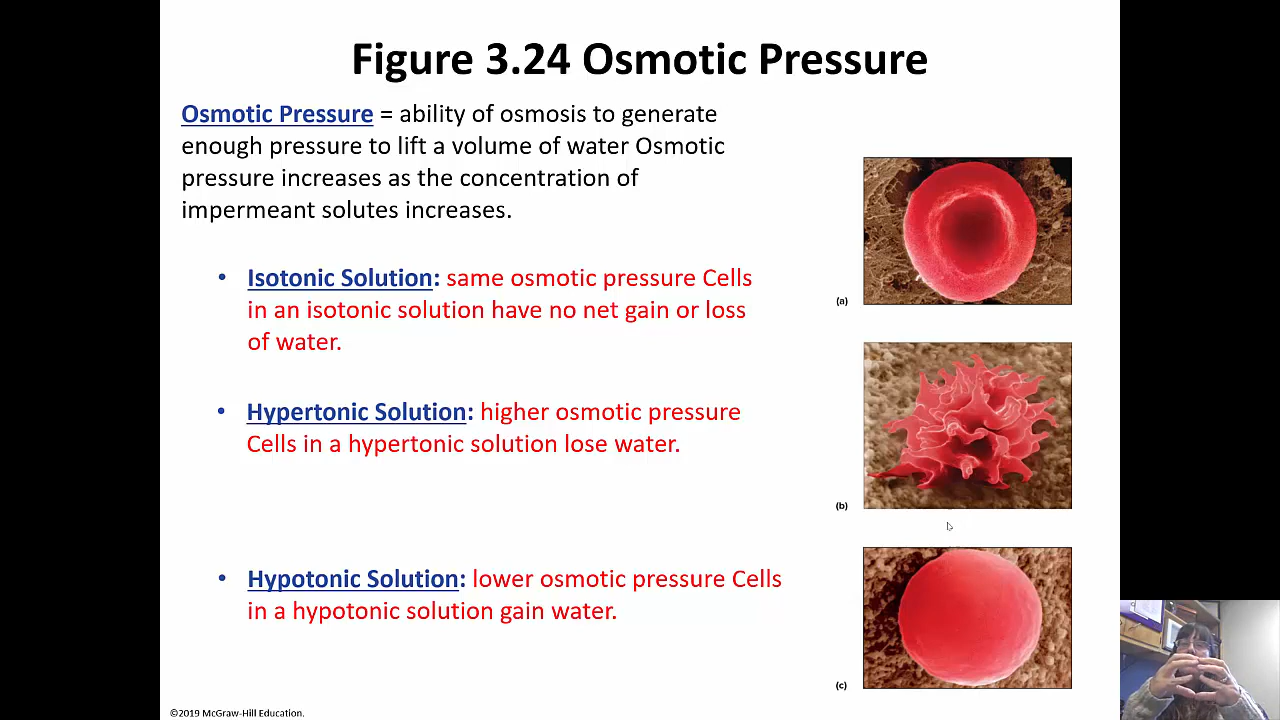 Figure 3.24 Osmotic Pressure
Osmotic Pressure = ability of osmosis to generate
enough pressure to lift a volume of water Osmotic
pressure increases as the concentration of
impermeant solutes increases.
• Isotonic Solution: same osmotic pressure Cells
in an isotonic solution have no net gain or loss
of water.
(a)
• Hypertonic Solution: higher osmotic pressure
Cells in a hypertonic solution lose water.
(b)
• Hypotonic Solution: lower osmotic pressure Cells
in a hypotonic solution gain water.
(c)
©2019 McGraw-Hill Education.